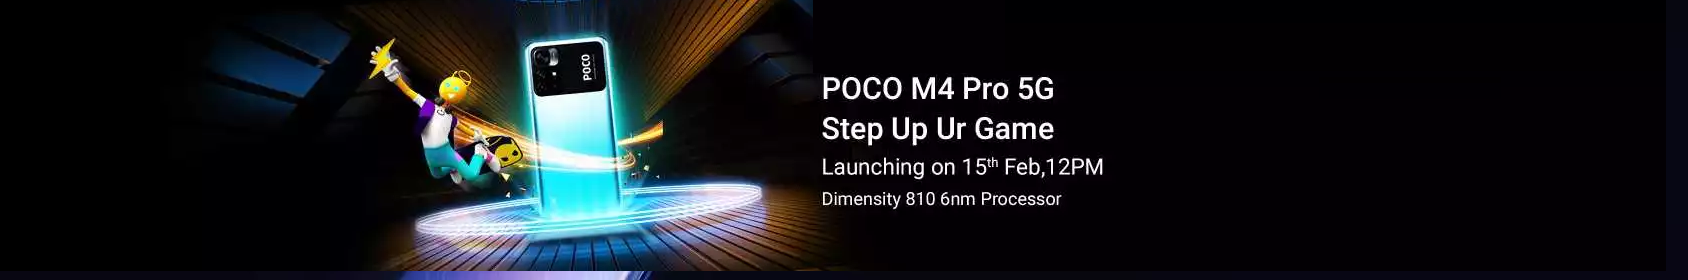 POCO
POCO M4 Pro 5G
Step Up Ur Game
Launching on 15th Feb,12PM
Dimensity 810 6nm Processor